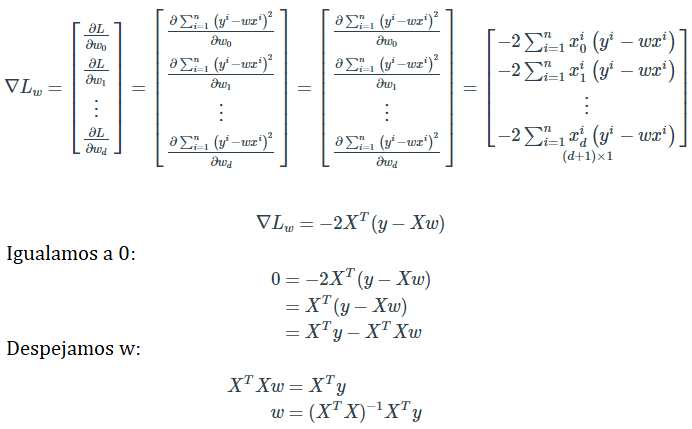 ∇L_w = [∂L/∂w_0 ∂L/∂w_1 ⋮ ∂L/∂w_d] = [∂∑_{i=1}^n (y^i−wx^i)^2/∂w_0 ∂∑_{i=1}^n (y^i−wx^i)^2/∂w_1 ⋮ ∂∑_{i=1}^n (y^i−wx^i)^2/∂w_d] = [∂∑_{i=1}^n (y^i−wx^i)^2/∂w_0 ∂∑_{i=1}^n (y^i−wx^i)^2/∂w_1 ⋮ ∂∑_{i=1}^n (y^i−wx^i)^2/∂w_d] = [−2∑_{i=1}^n x_0^i (y^i − wx^i) −2∑_{i=1}^n x_1^i (y^i − wx^i) ⋮ −2∑_{i=1}^n x_d^i (y^i − wx^i)]_{(d+1)×1}
∇L_w = −2X^T(y − Xw)
Igualamos a 0:
0 = −2X^T(y − Xw)
= X^T(y − Xw)
= X^T y − X^T Xw
Despejamos w:
X^T Xw = X^T y
w = (X^T X)^{−1} X^T y